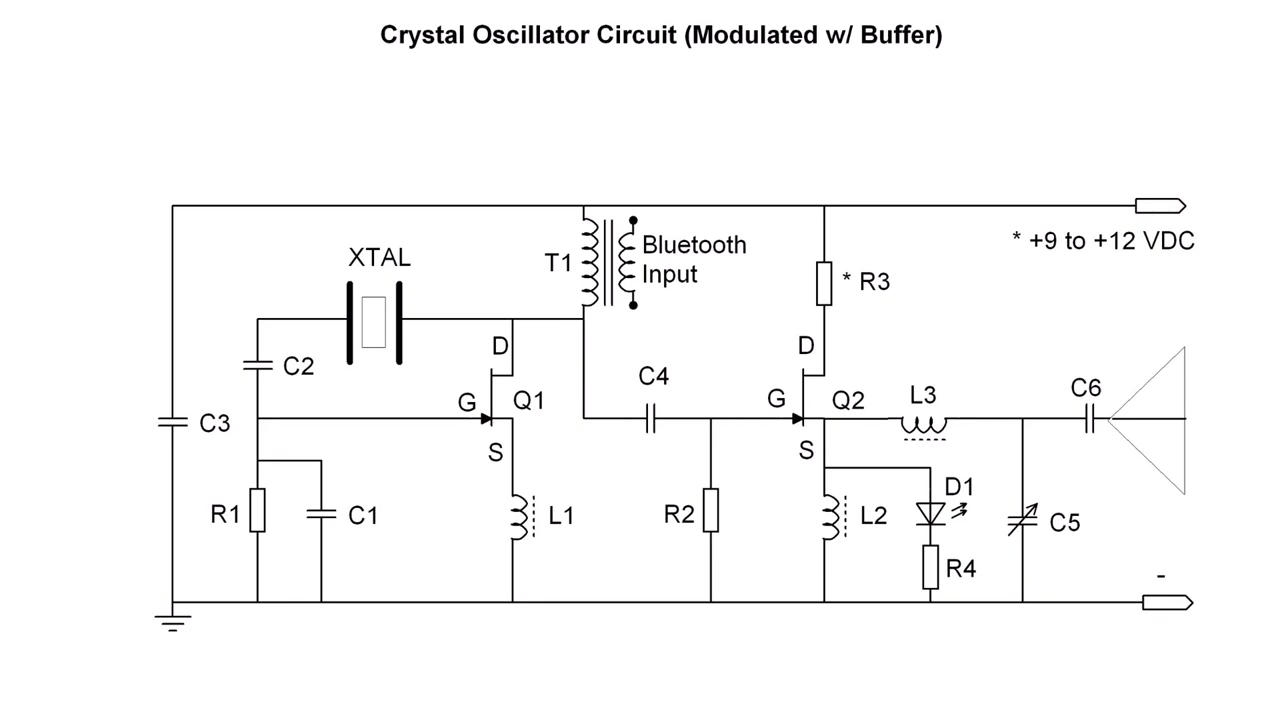 Crystal Oscillator Circuit (Modulated w/ Buffer)
* +9 to +12 VDC
XTAL
T1
Bluetooth
Input
* R3
D
D
C2
C4
C6
G
Q1
G
Q2
L3
C3
S
S
D1
R1
C1
L1
R2
L2
C5
R4
-